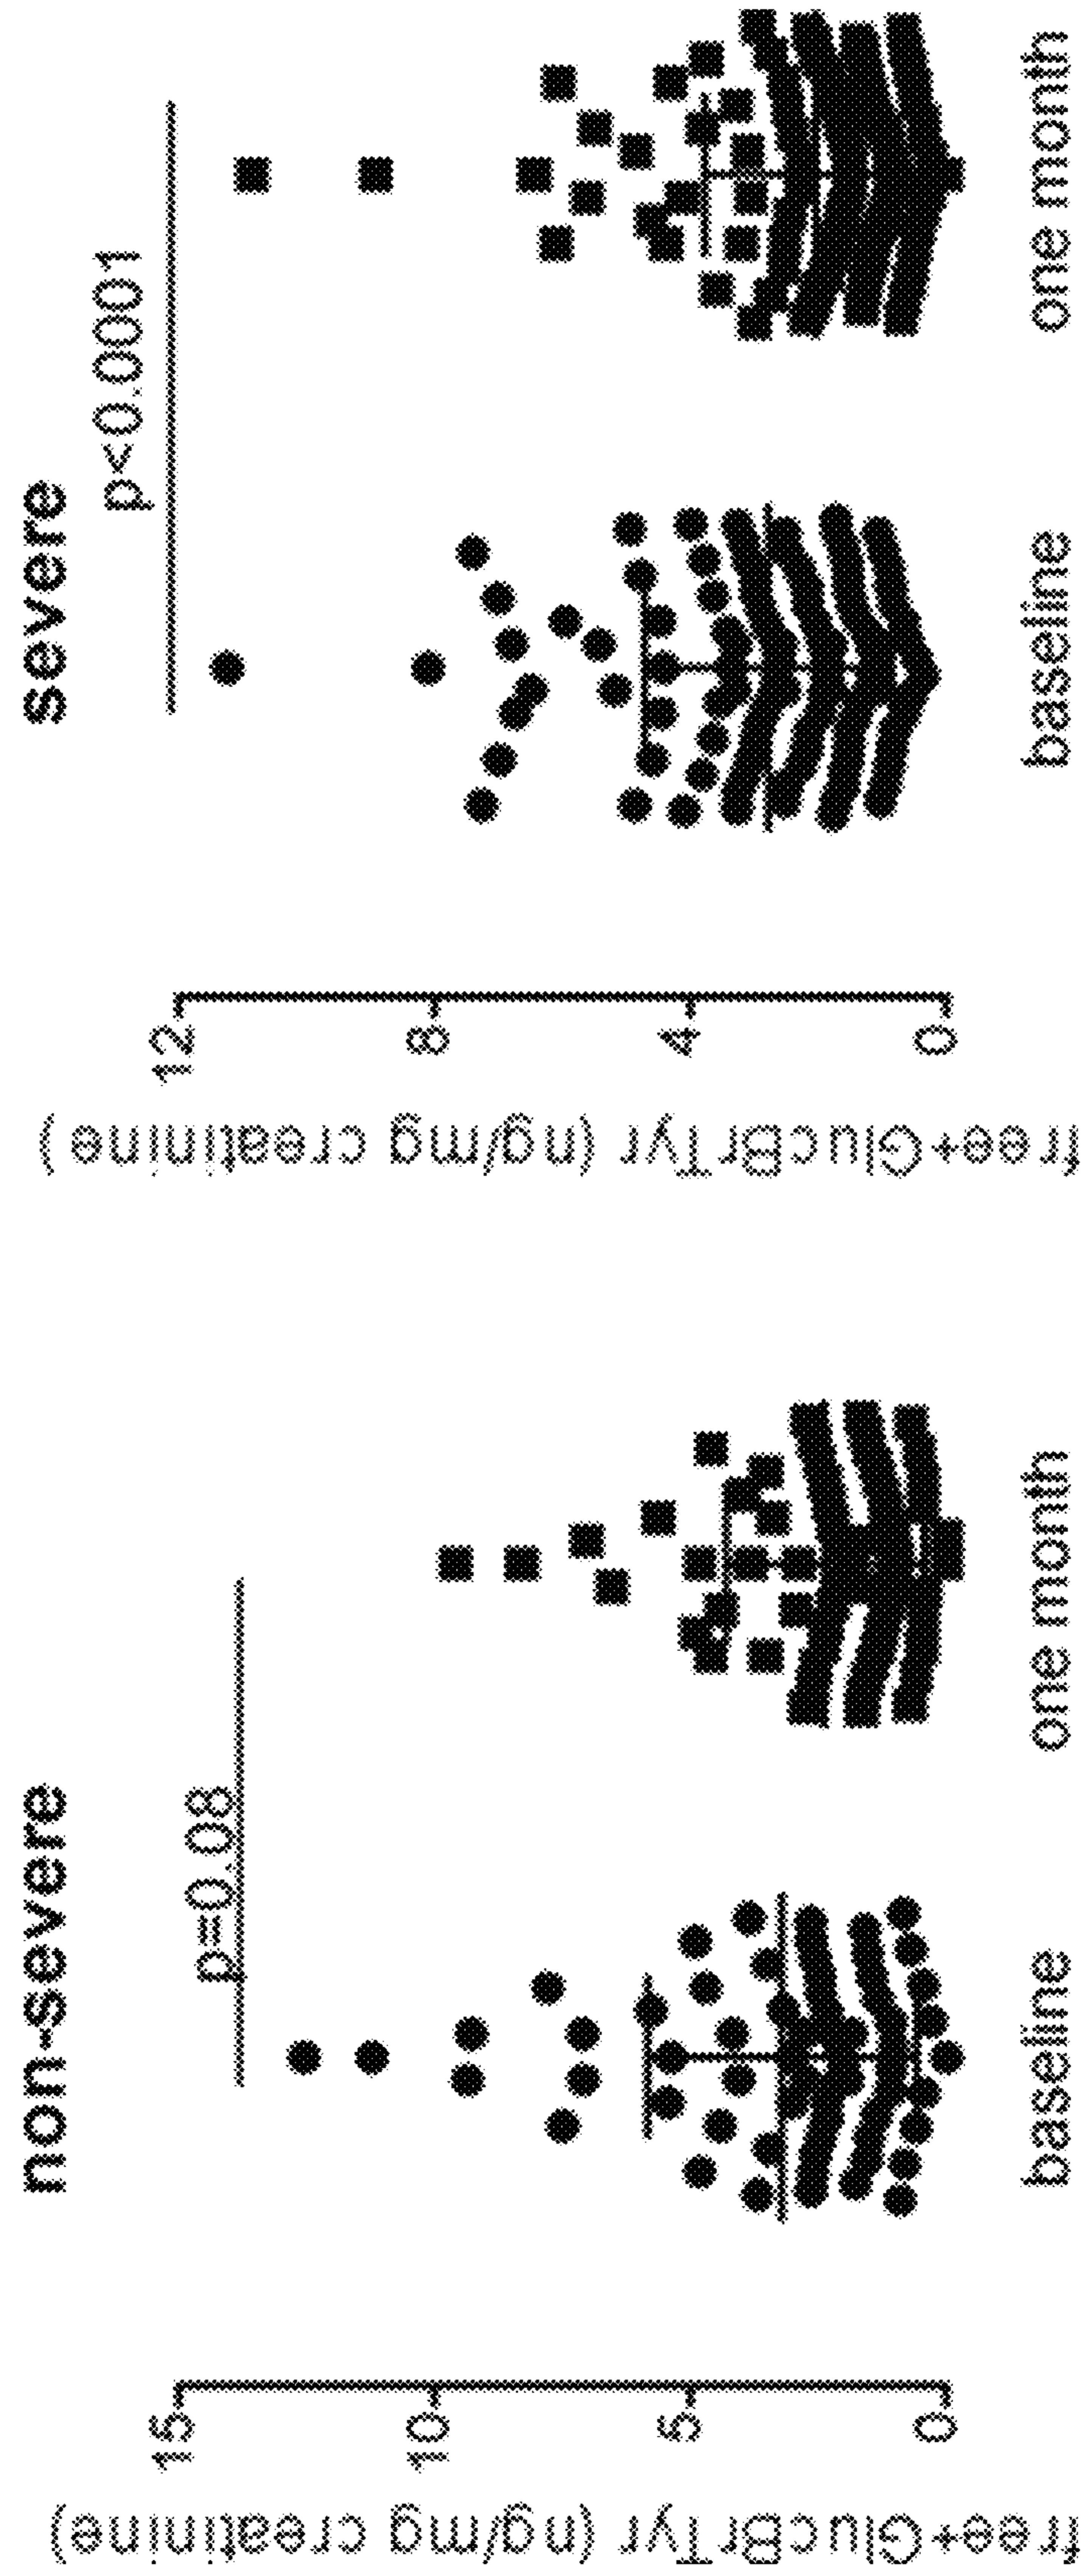 non-severe
p=0.08
15
10
5
0
free+GlucBrTyr (ng/mg creatinine)
baseline
one month
severe
p<0.0001
12
8
4
0
free+GlucBrTyr (ng/mg creatinine )
baseline
one month